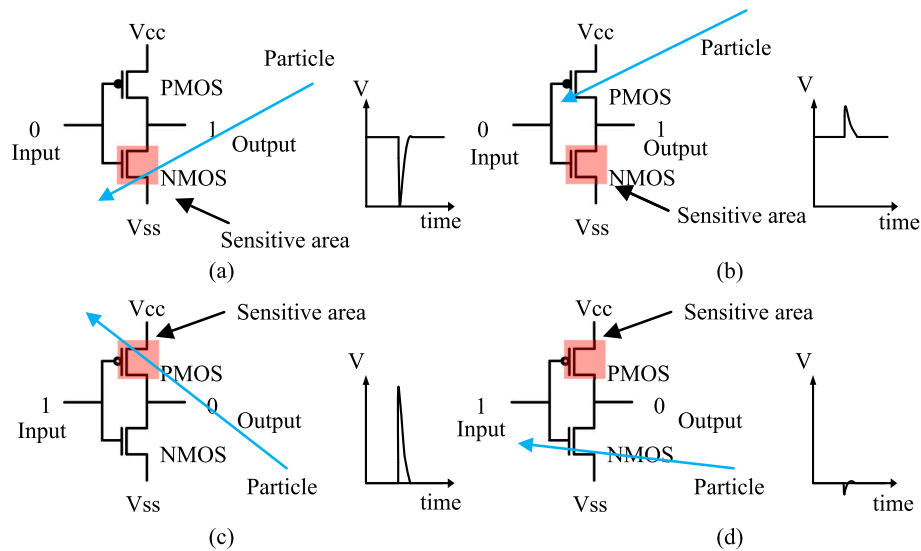 Vcc
Particle
PMOS
V
0
Input
1
Output
NMOS
Vss
Sensitive area
time
(a)
Vcc
Particle
PMOS
V
0
Input
1
Output
NMOS
Vss
Sensitive area
time
(b)
Vcc
Sensitive area
PMOS
V
1
Input
0
Output
NMOS
Particle
Vss
time
(c)
Vcc
Sensitive area
PMOS
V
1
Input
0
Output
NMOS
Particle
Vss
time
(d)